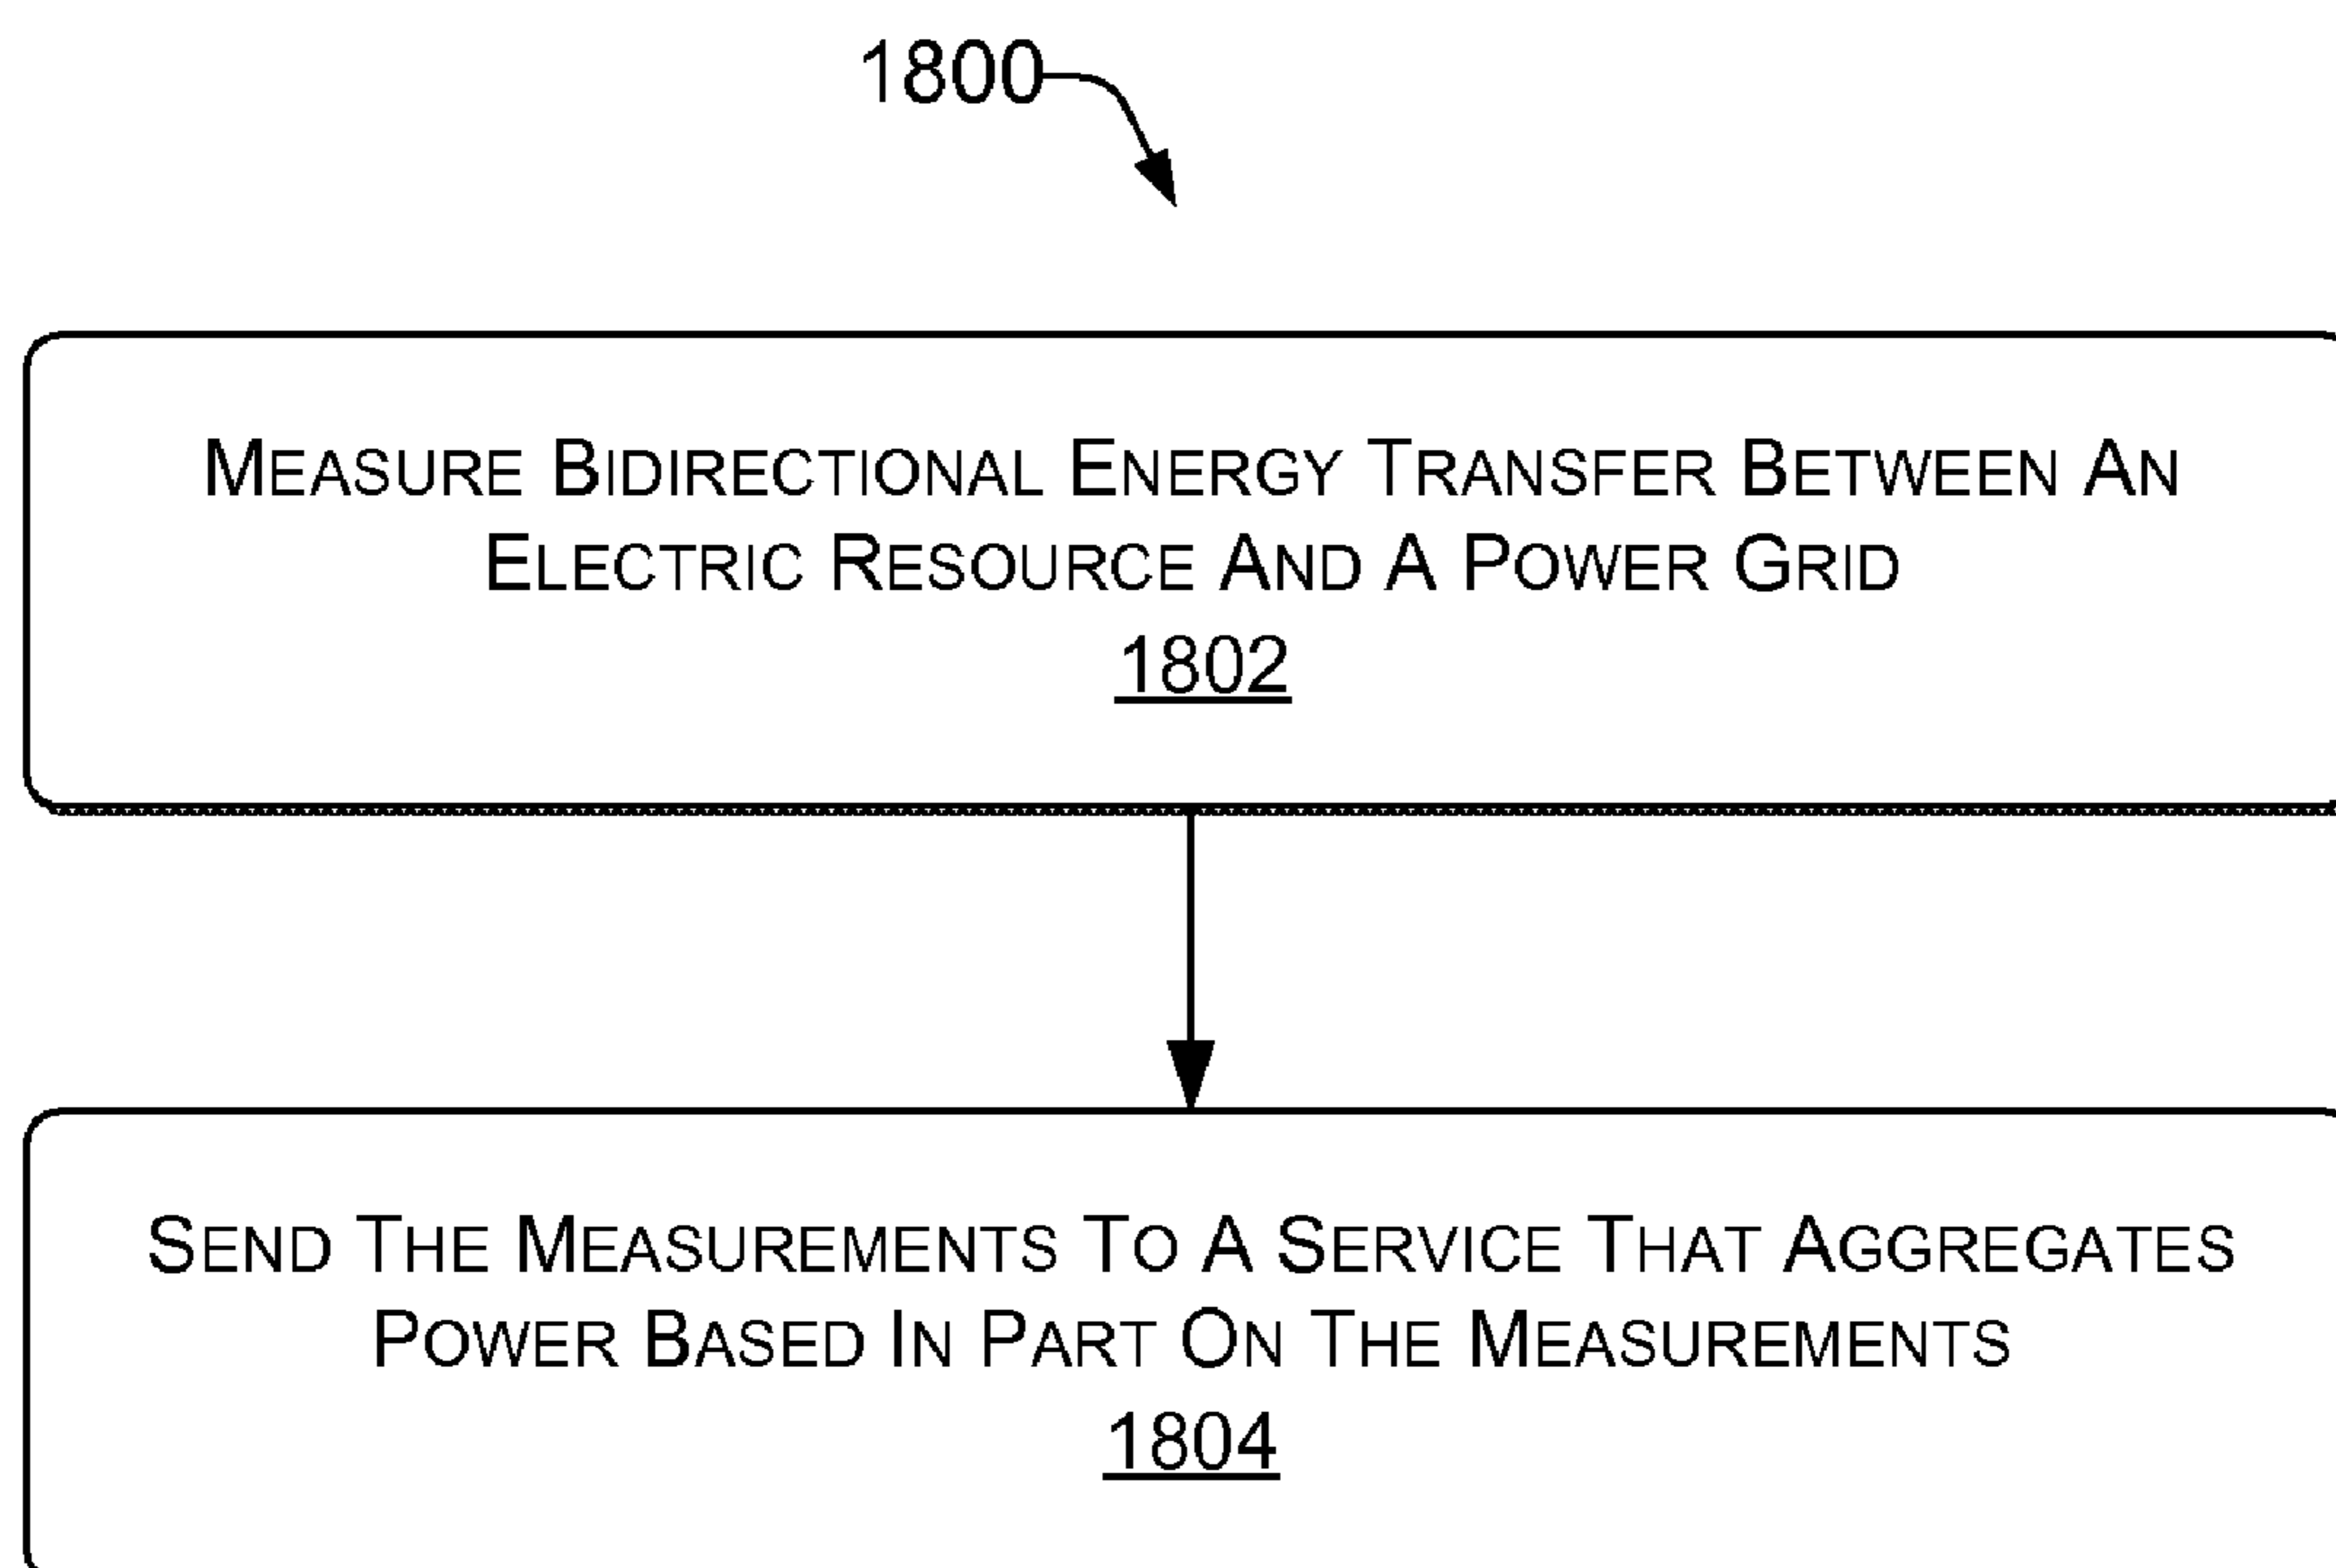 1800
MEASURE BIDIRECTIONAL ENERGY TRANSFER BETWEEN AN
ELECTRIC RESOURCE AND A POWER GRID
1802
SEND THE MEASUREMENTS TO A SERVICE THAT AGGREGATES
POWER BASED IN PART ON THE MEASUREMENTS
1804